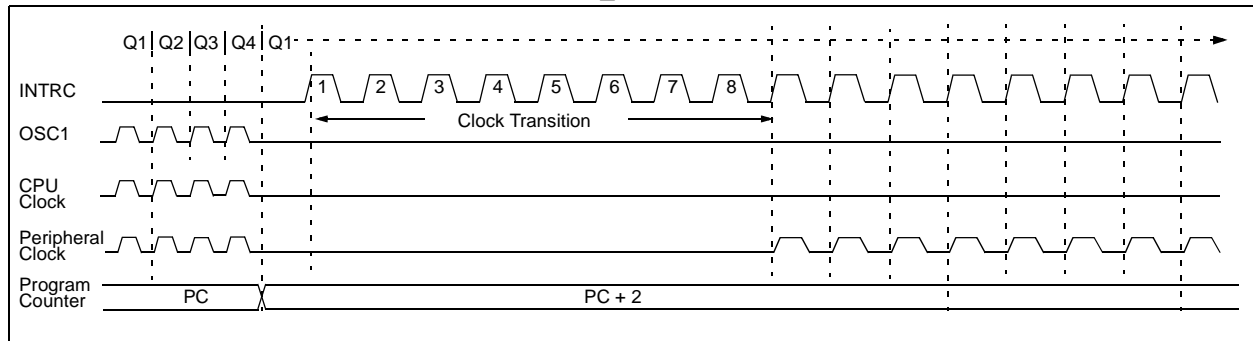 Q1 Q2 Q3 Q4 Q1
INTRC
1 2 3 4 5 6 7 8
Clock Transition
OSC1
CPU
Clock
Peripheral
Clock
Program
Counter
PC
PC + 2